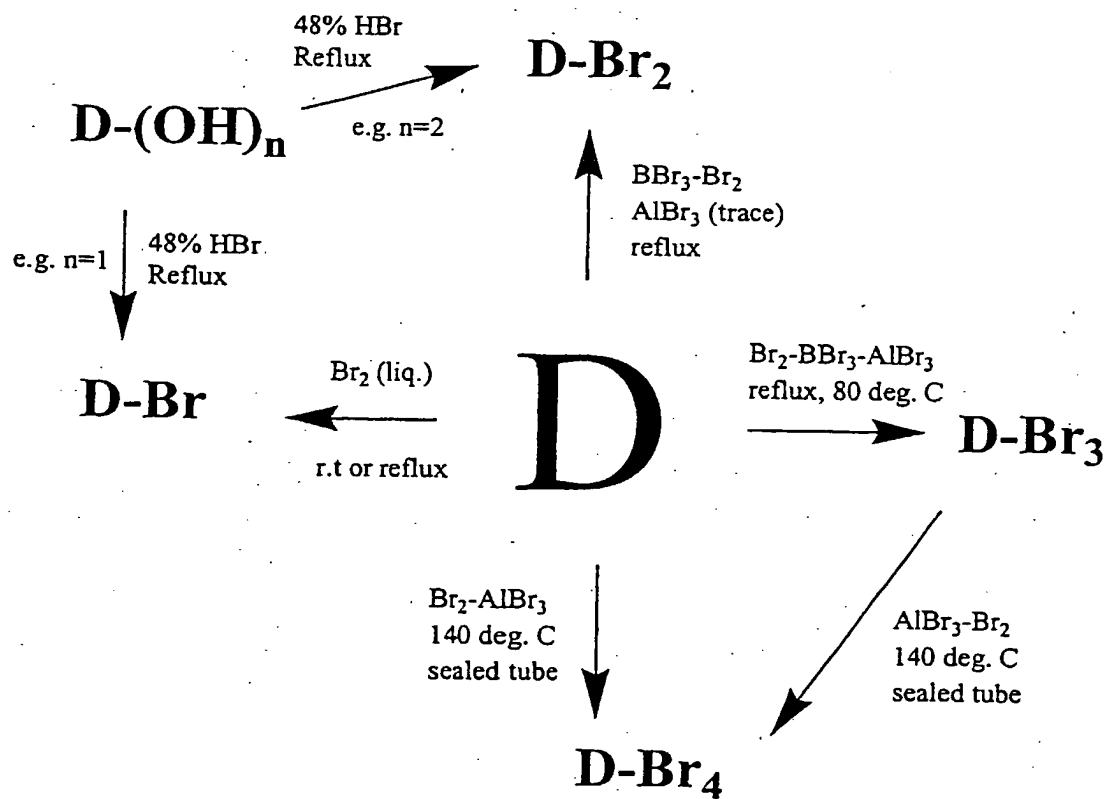 48% HBr
Reflux
D-Br₂
D-(OH)ₙ
e.g. n=2
BBr₃-Br₂
AlBr₃ (trace)
reflux
e.g. n=1
48% HBr
Reflux
D-Br
Br₂ (liq.)
r.t or reflux
D
Br₂-BBr₃-AlBr₃
reflux, 80 deg. C
D-Br₃
Br₂-AlBr₃
140 deg. C
sealed tube
AlBr₃-Br₂
140 deg. C
sealed tube
D-Br₄